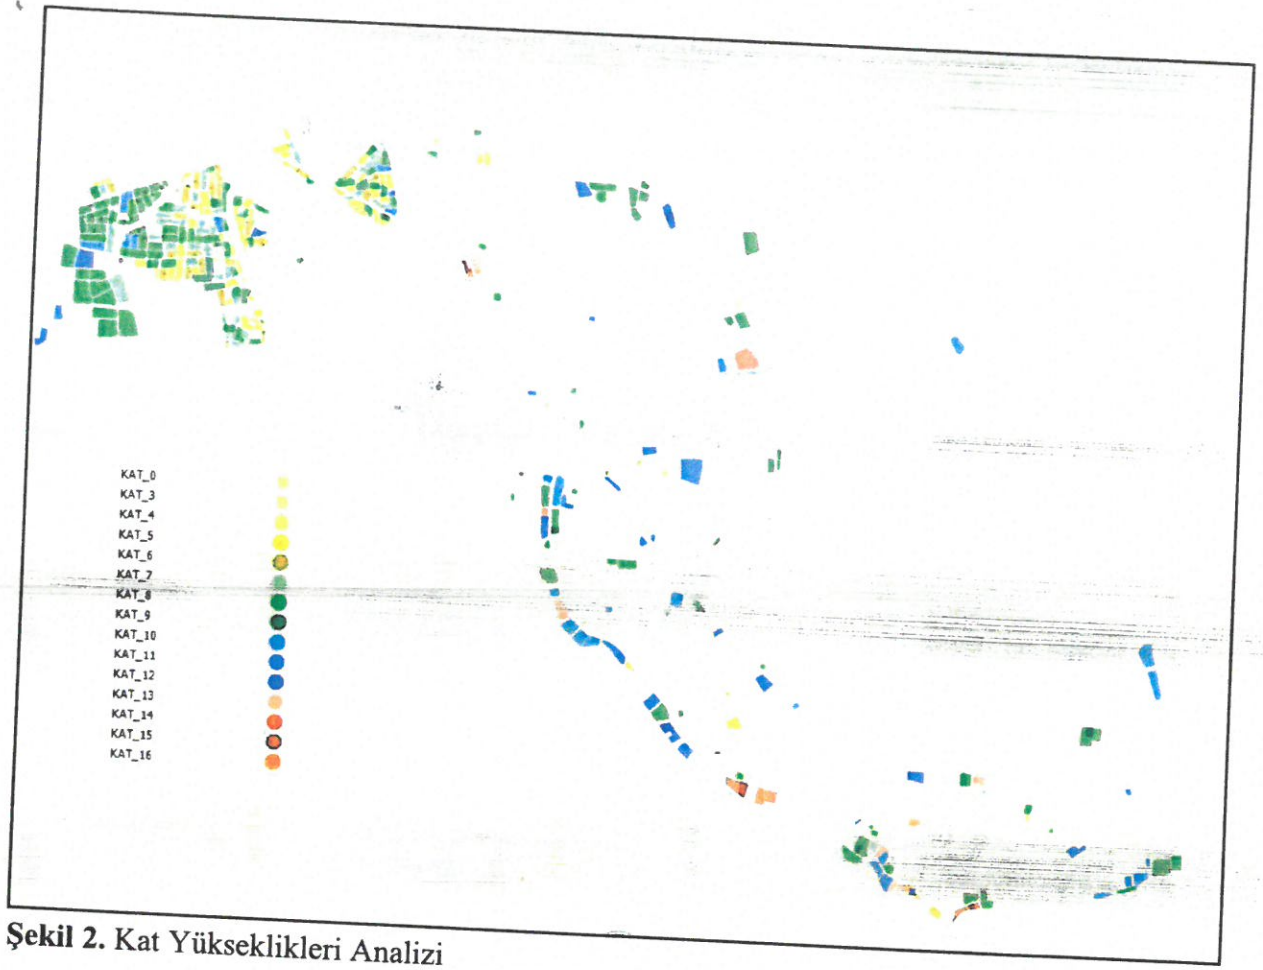 KAT_0
KAT_3
KAT_4
KAT_5
KAT_6
KAT_7
KAT_8
KAT_9
KAT_10
KAT_11
KAT_12
KAT_13
KAT_14
KAT_15
KAT_16
Şekil 2. Kat Yükseklikleri Analizi